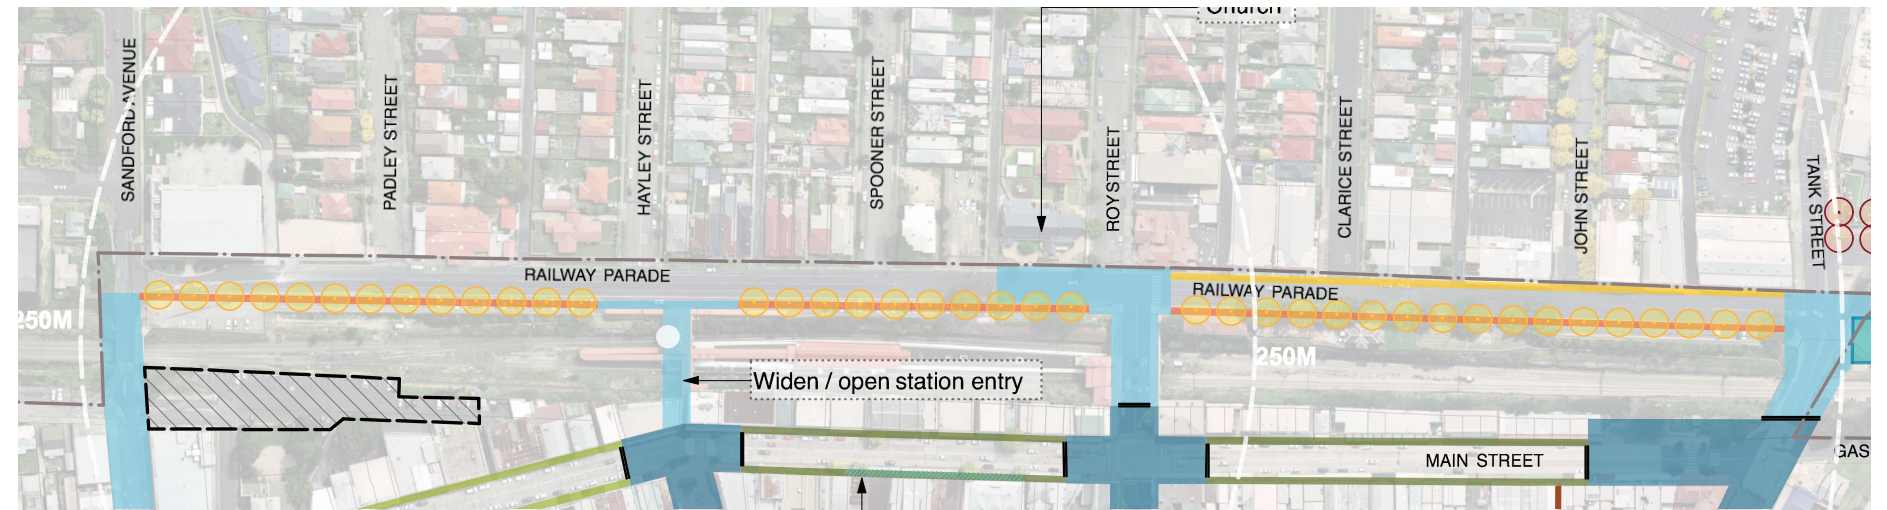 Church
SANDFORD AVENUE
PADLEY STREET
HAYLEY STREET
SPOONER STREET
ROY STREET
CLARICE STREET
JOHN STREET
TANK STREET
RAILWAY PARADE
RAILWAY PARADE
250M
250M
Widen / open station entry
MAIN STREET
GAS